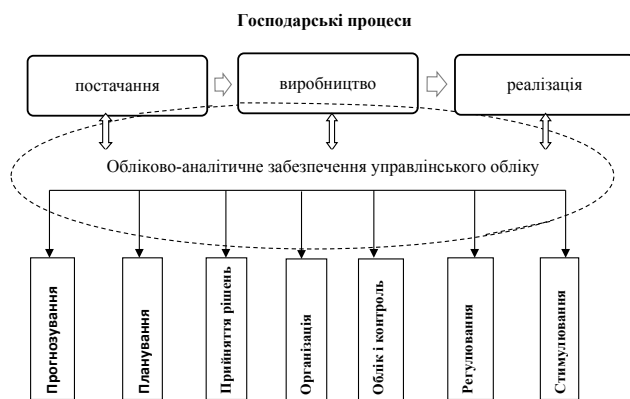 Господарські процеси
постачання
виробництво
реалізація
Обліково-аналітичне забезпечення управлінського обліку
Прогнозування
Планування
Прийняття рішень
Організація
Облік і контроль
Регулювання
Стимулювання